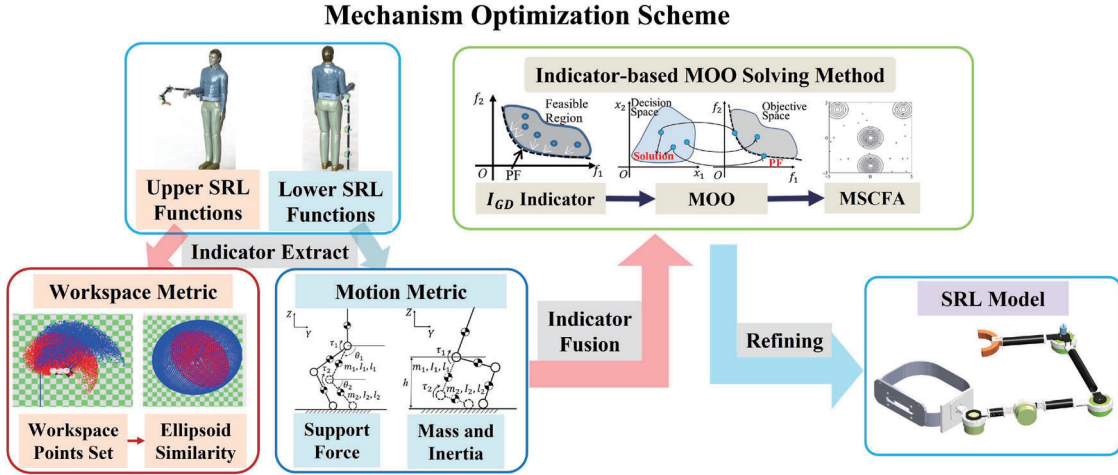 Mechanism Optimization Scheme
Upper SRL
Functions
Lower SRL
Functions
Indicator Extract
Indicator-based MOO Solving Method
f₂
Feasible
Region
PF
O
f₁
x₂
Decision
Space
Solution
O
x₁
f₂
Objective
Space
PF
O
f₁
I_GD Indicator
MOO
MSCFA
Workspace Metric
Workspace
Points Set
Ellipsoid
Similarity
Motion Metric
Z
Y
τ₁
θ₁
m₁, I₁, l₁
τ₂
θ₂
m₂, I₂, l₂
Support
Force
Z
Y
τ₁
m₁, I₁, l₁
h
τ₂
m₂, I₂, l₂
Mass and
Inertia
Indicator
Fusion
Refining
SRL Model